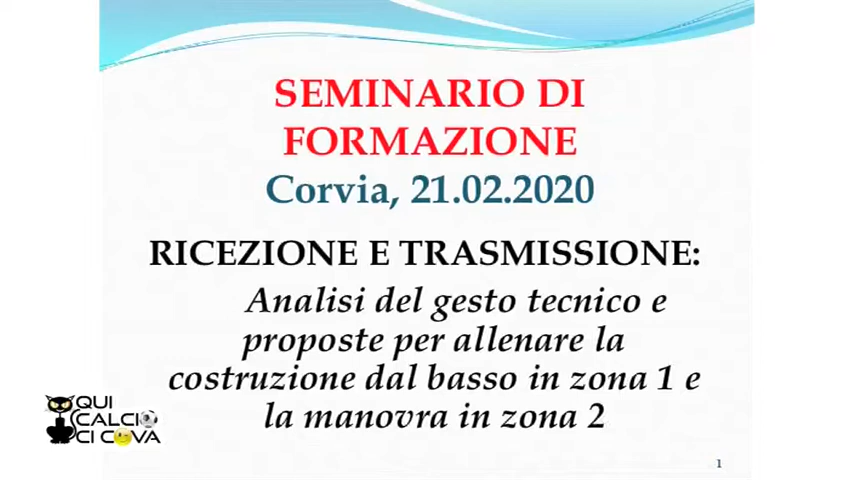 SEMINARIO DI
FORMAZIONE
Corvia, 21.02.2020
RICEZIONE E TRASMISSIONE:
Analisi del gesto tecnico e
proposte per allenare la
costruzione dal basso in zona 1 e
la manovra in zona 2
QUI
CALCIO
CI COVA
1